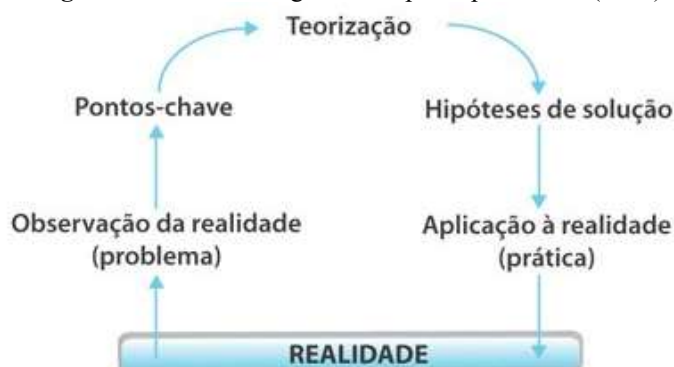 Teorização
Pontos-chave
Hipóteses de solução
Observação da realidade
(problema)
Aplicação à realidade
(prática)
REALIDADE